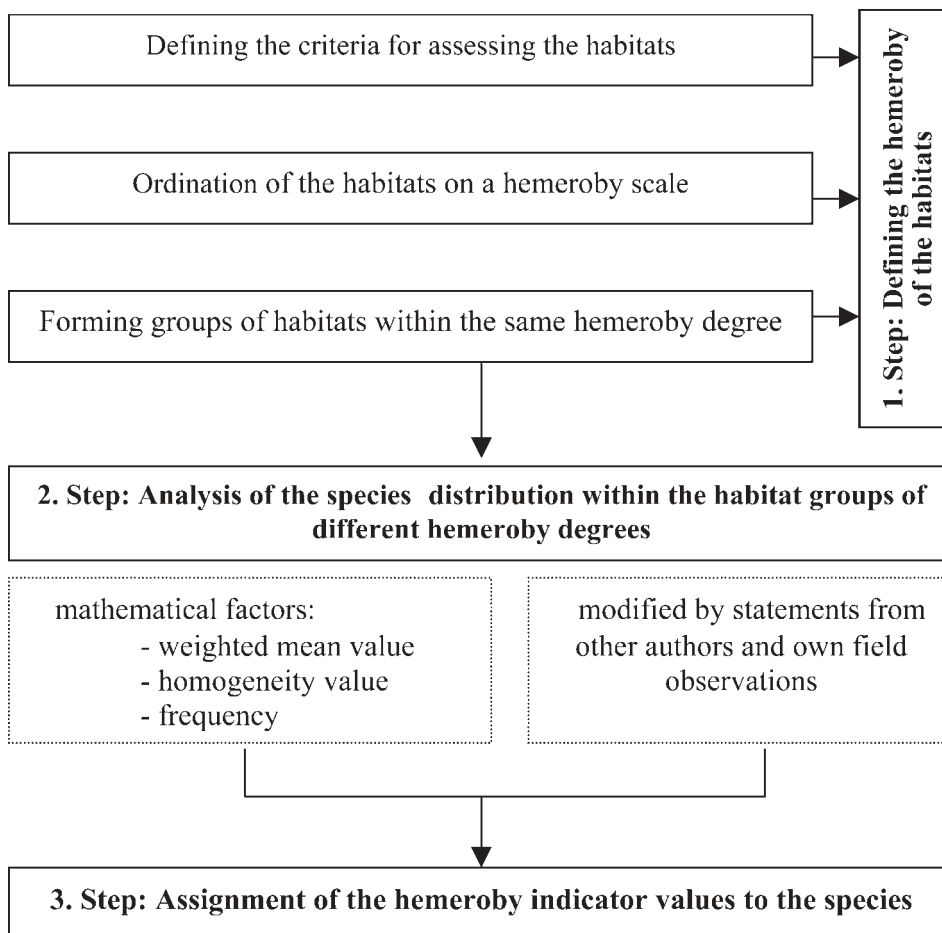 Defining the criteria for assessing the habitats
Ordination of the habitats on a hemeroby scale
Forming groups of habitats within the same hemeroby degree
1. Step: Defining the hemeroby
of the habitats
2. Step: Analysis of the species distribution within the habitat groups of
different hemeroby degrees
mathematical factors:
- weighted mean value
- homogeneity value
- frequency
modified by statements from
other authors and own field
observations
3. Step: Assignment of the hemeroby indicator values to the species